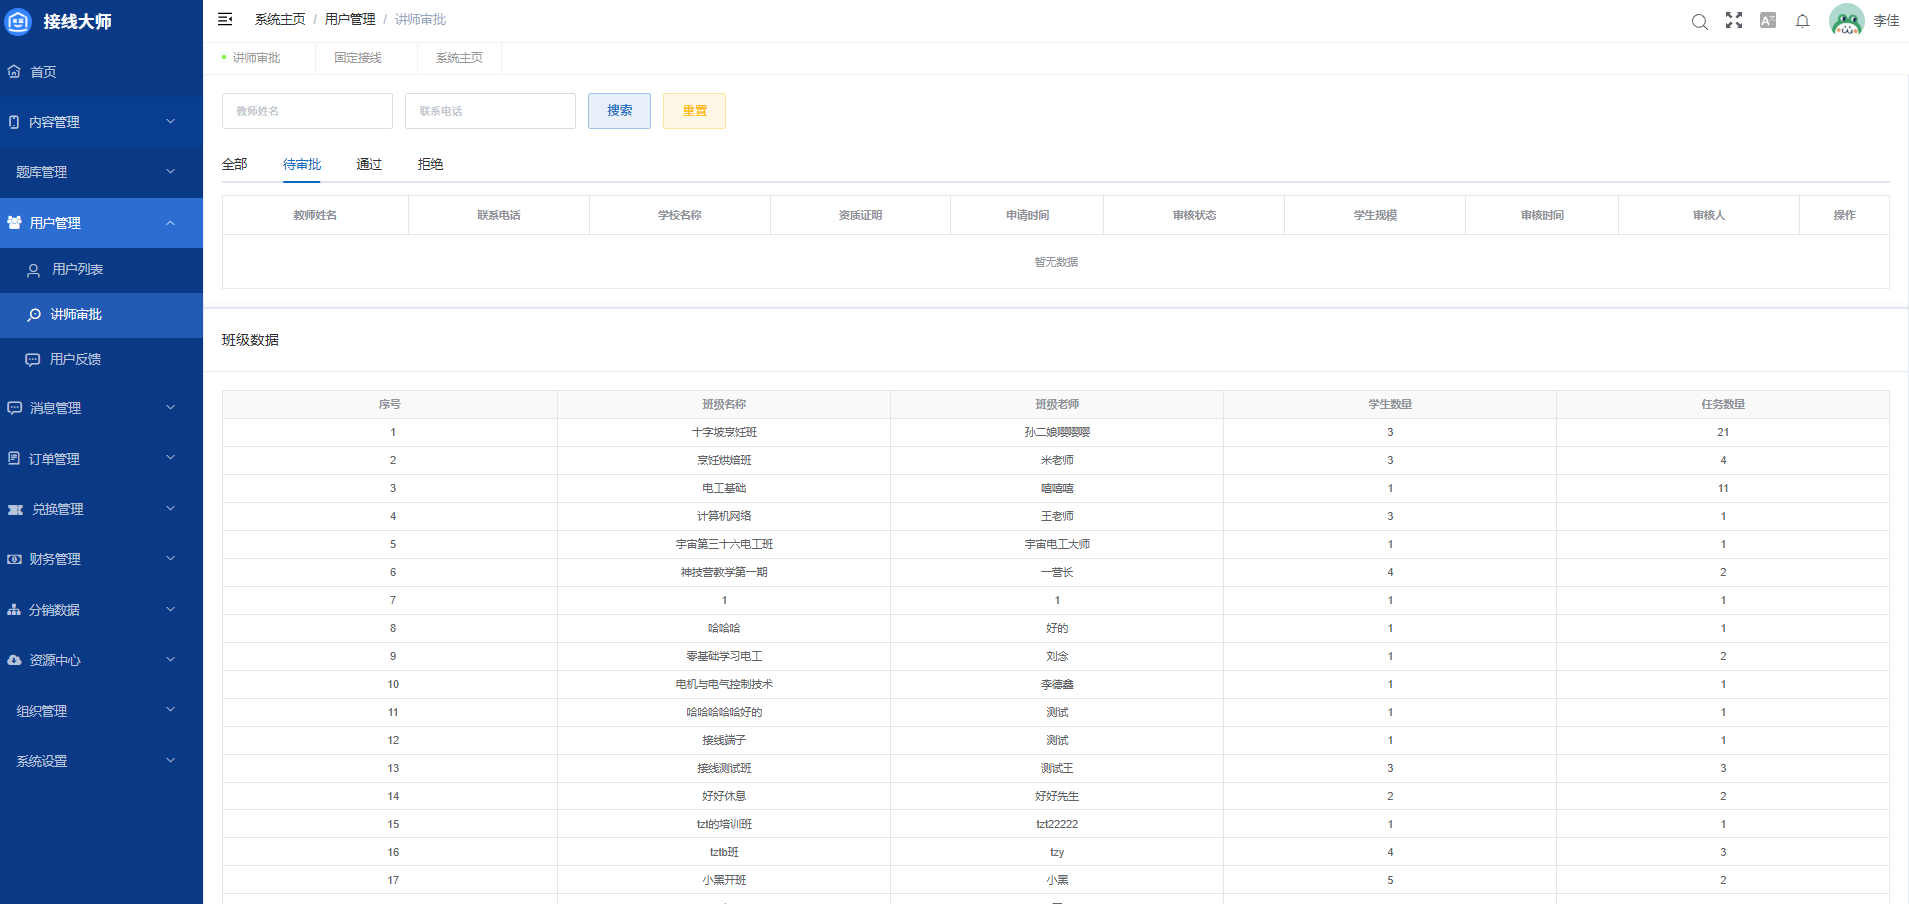 接线大师
首页
内容管理
题库管理
用户管理
用户列表
讲师审批
用户反馈
消息管理
订单管理
兑换管理
财务管理
分销数据
资源中心
组织管理
系统设置
系统主页 / 用户管理 / 讲师审批
李佳
讲师审批 固定接线 系统主页
教师姓名 联系电话 搜索 重置
全部 待审批 通过 拒绝
教师姓名 联系电话 学校名称 资质证明 申请时间 审核状态 学生规模 审核时间 审核人 操作
暂无数据
班级数据
序号 班级名称 班级老师 学生数量 任务数量
1 十字坡烹饪班 孙二娘嘤嘤嘤 3 21
2 烹饪烘焙班 米老师 3 4
3 电工基础 嘻嘻嘻 1 11
4 计算机网络 王老师 3 1
5 宇宙第三十六电工班 宇宙电工大师 1 1
6 神技营教学第一期 一营长 4 2
7 1 1 1 1
8 哈哈哈 好的 1 1
9 零基础学习电工 刘念 1 2
10 电机与电气控制技术 李德鑫 1 1
11 哈哈哈哈哈好的 测试 1 1
12 接线端子 测试 1 1
13 接线测试班 测试王 3 3
14 好好休息 好好先生 2 2
15 tzt的培训班 tzt22222 1 1
16 tztb班 tzy 4 3
17 小黑开班 小黑 5 2